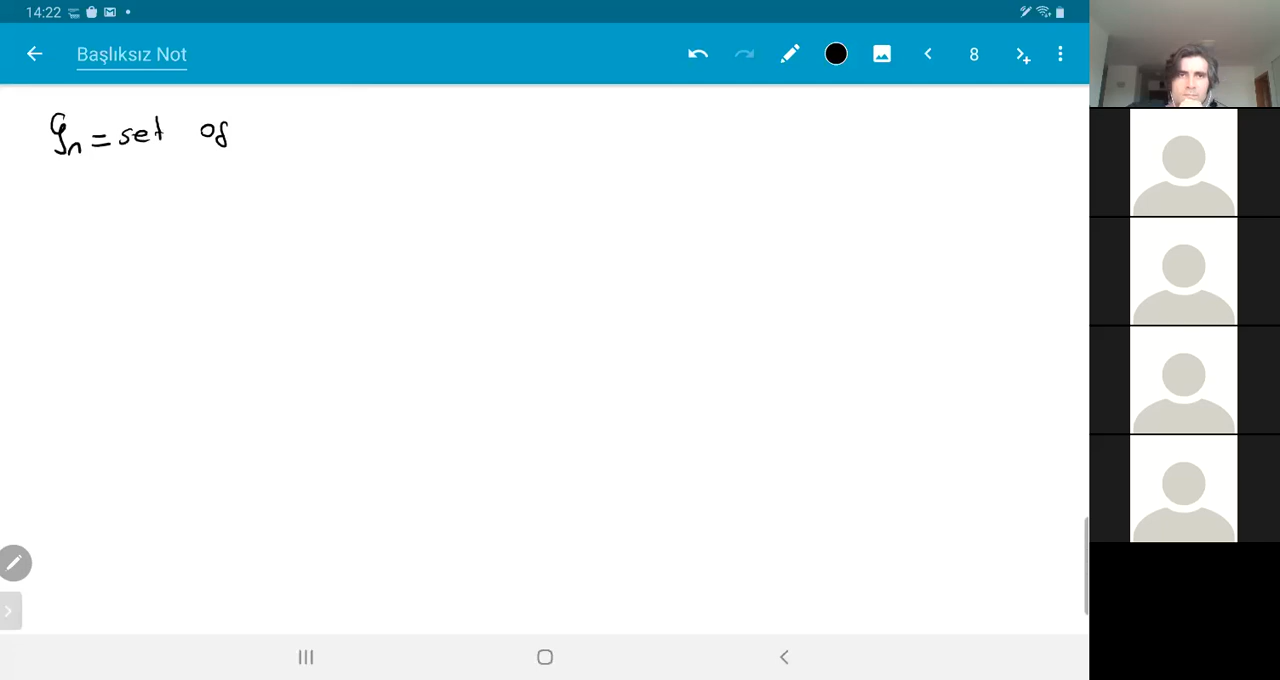 14:22
Başlıksız Not
8
𝒢n = set of